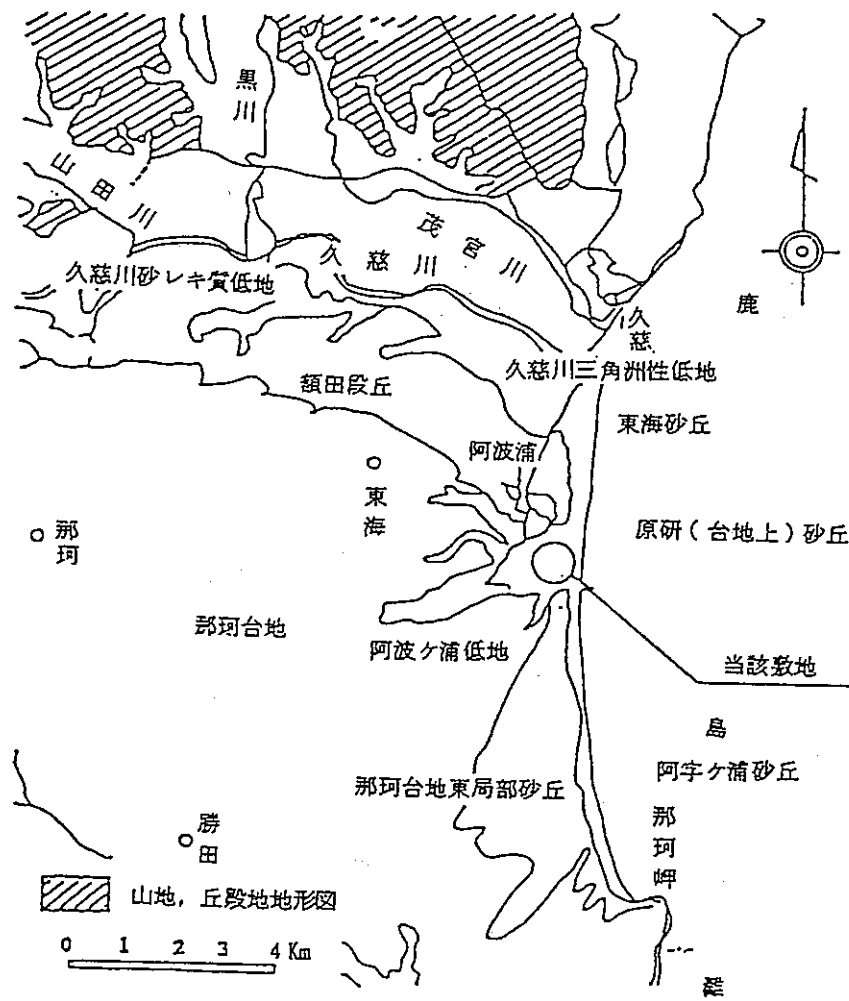 黒川
山田川
茂宮川
久慈川
久慈川砂レキ質低地
鹿
久慈
久慈川三角洲性低地
額田段丘
東海砂丘
阿波浦
東海
那珂
原研(台地上)砂丘
那珂台地
阿波ケ浦低地
当該敷地
島
阿字ケ浦砂丘
那珂台地東局部砂丘
那珂岬
勝田
山地,丘段地地形図
0 1 2 3 4 Km
灘